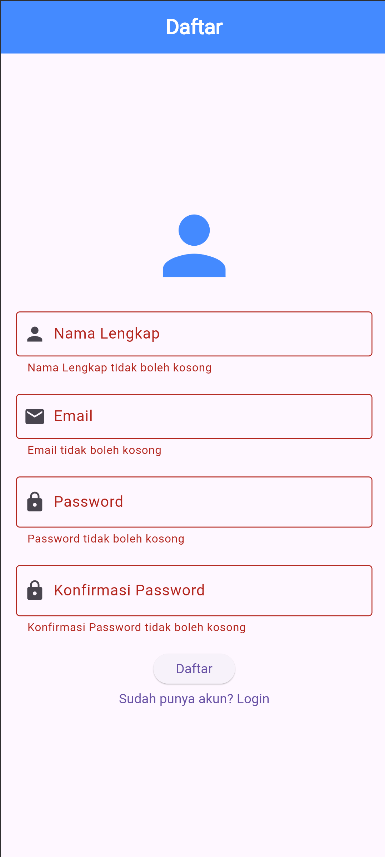 Daftar
Nama Lengkap
Nama Lengkap tidak boleh kosong
Email
Email tidak boleh kosong
Password
Password tidak boleh kosong
Konfirmasi Password
Konfirmasi Password tidak boleh kosong
Daftar
Sudah punya akun? Login